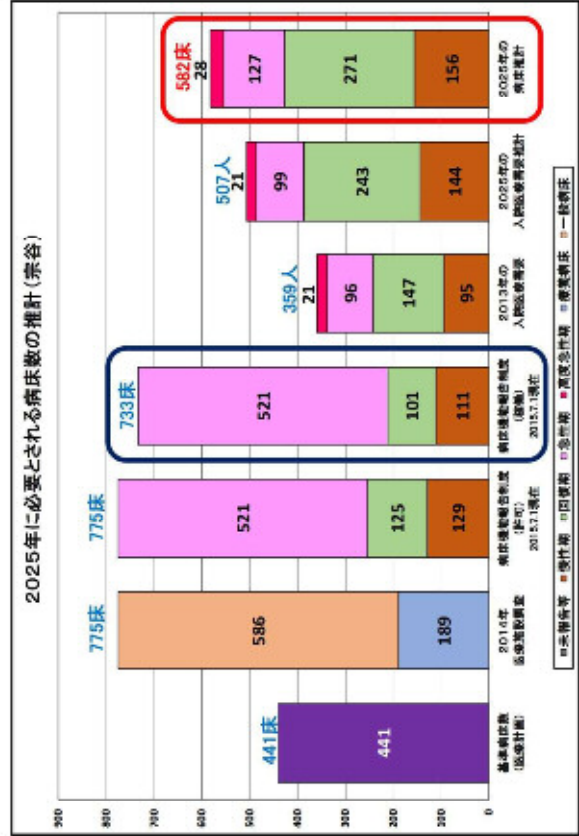 2025年に必要とされる病床数の推計(宗谷)
900
800
700
600
500
400
300
200
100
0
441床
441
基準病床数
(医療計画)
775床
586
189
2014年
医療施設調査
775床
521
125
129
病床機能報告制度
(許可)
2015.7.1現在
733床
521
101
111
病床機能報告制度
(稼働)
2015.7.1現在
359人
21
96
147
95
2013年の
入院医療需要
507人
21
99
243
144
2025年の
入院医療需要推計
582床
28
127
271
156
2025年の
病床推計
■未報告等 ■慢性期 ■回復期 ■急性期 ■高度急性期 ■療養病床 ■一般病床